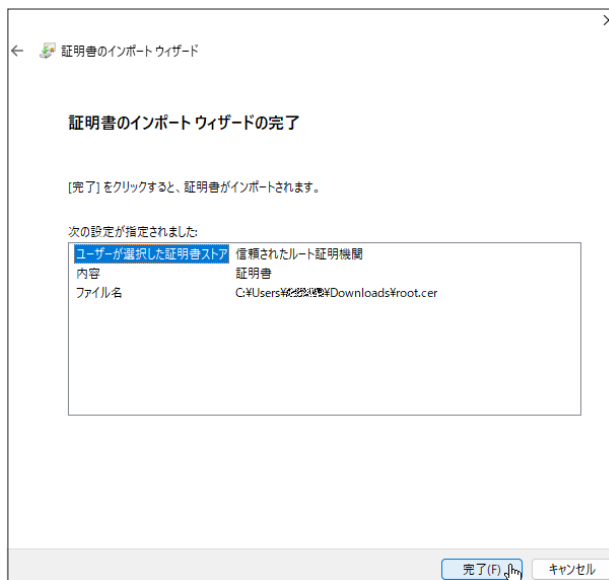 証明書のインポート ウィザード
証明書のインポート ウィザードの完了
[完了] をクリックすると、証明書がインポートされます。
次の設定が指定されました:
ユーザーが選択した証明書ストア 信頼されたルート証明機関
内容 証明書
ファイル名 C:¥Users¥ ¥Downloads¥root.cer
完了(F) キャンセル